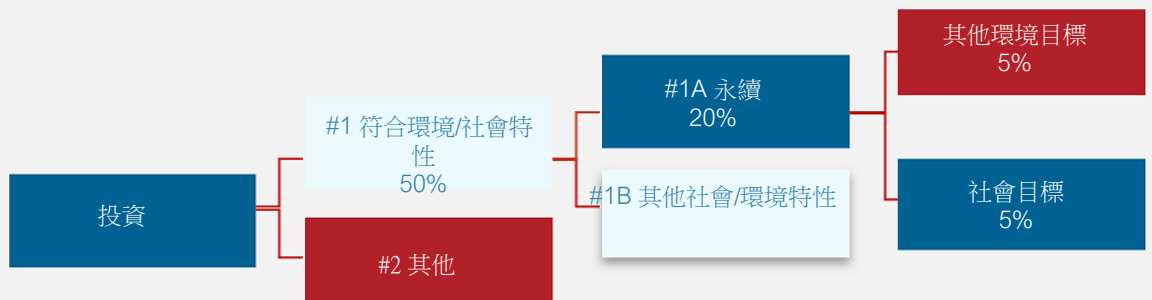 投資
#1 符合環境/社會特
性
50%
#2 其他
#1A 永續
20%
#1B 其他社會/環境特性
其他環境目標
5%
社會目標
5%